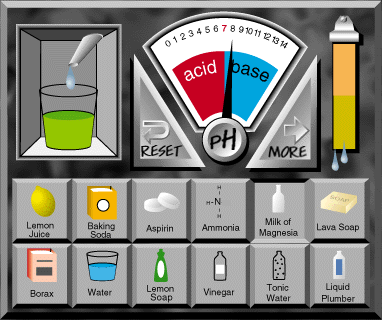 0 1 2 3 4 5 6 7 8 9 10 11 12 13 14
acid base
RESET
pH
MORE
Lemon
Juice
Baking
Soda
Aspirin
H
H-N
H
Ammonia
Milk of
Magnesia
SOAP
Lava Soap
Borax
Water
Lemon
Soap
Vinegar
Tonic
Water
Liquid
Plumber